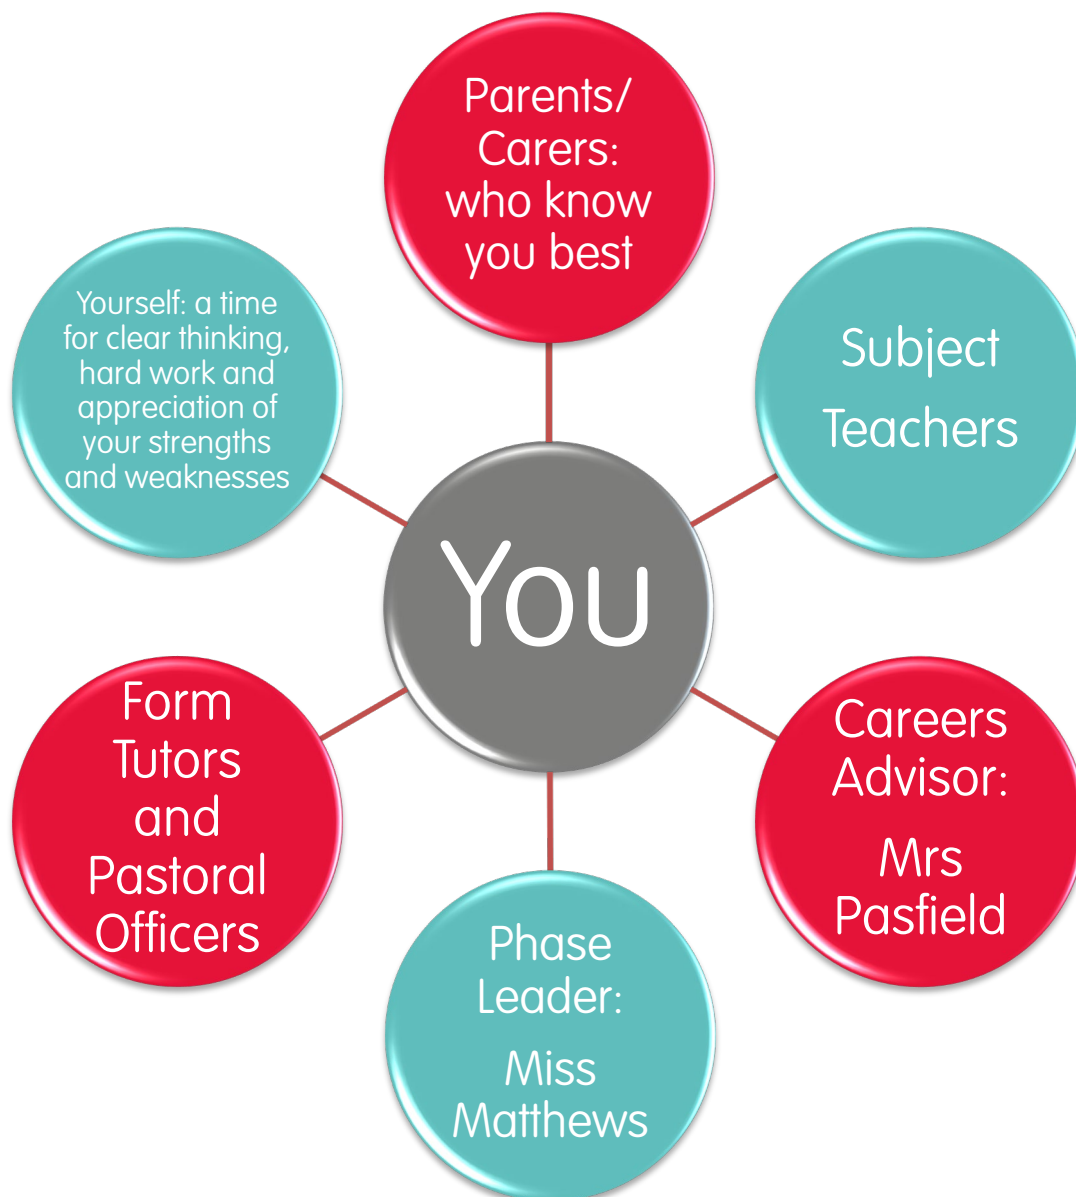 Parents/
Carers:
who know
you best
Subject
Teachers
Careers
Advisor:
Mrs
Pasfield
Phase
Leader:
Miss
Matthews
Form
Tutors
and
Pastoral
Officers
Yourself: a time
for clear thinking,
hard work and
appreciation of
your strengths
and weaknesses
You